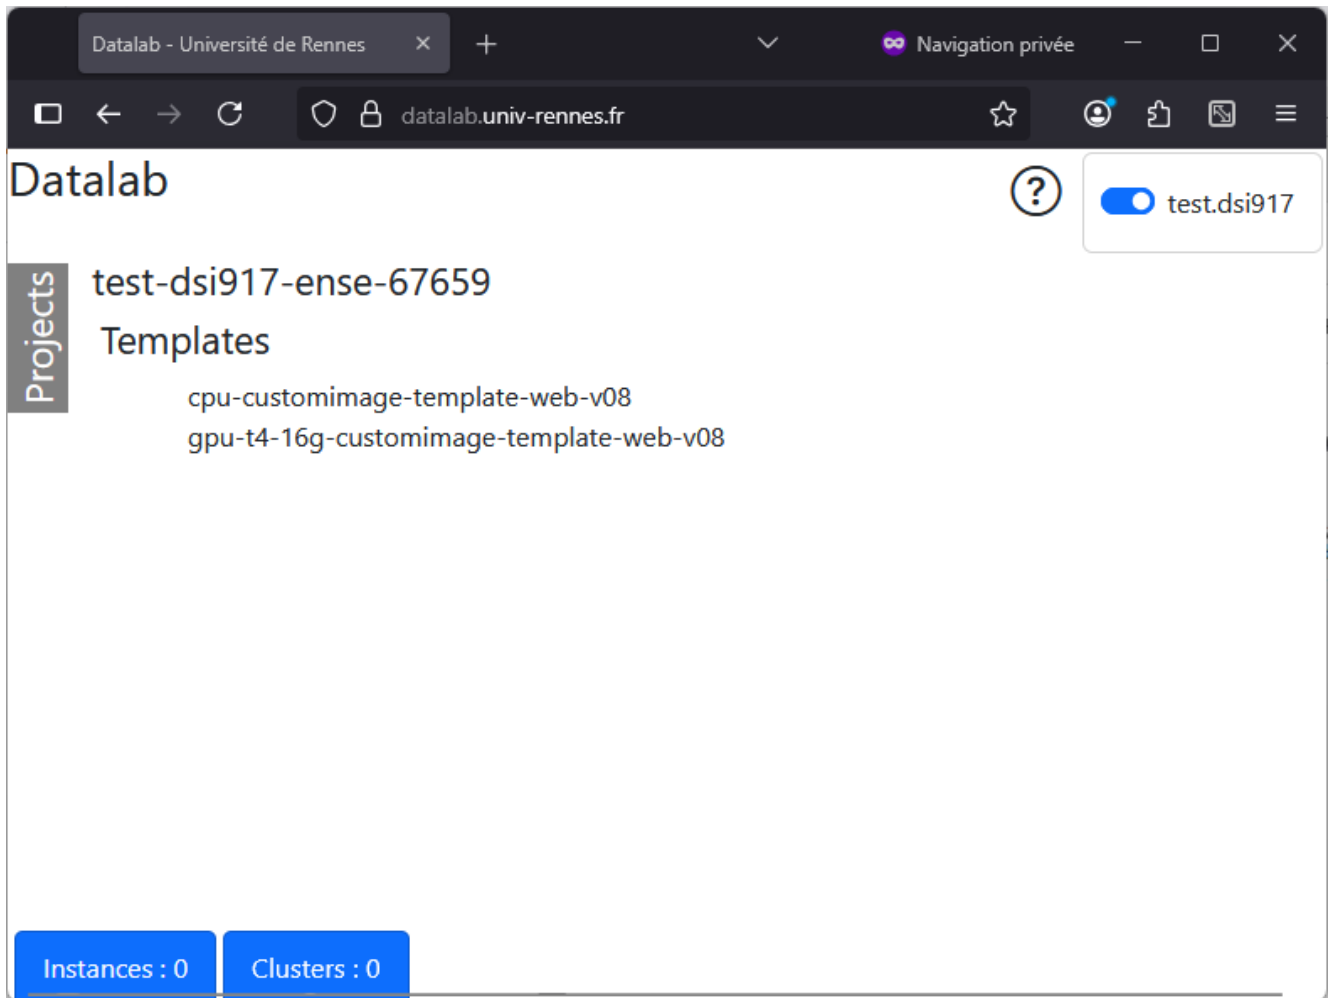 Datalab - Université de Rennes
Navigation privée
datalab.univ-rennes.fr
Datalab
?
test.dsi917
Projects
test-dsi917-ense-67659
Templates
cpu-customimage-template-web-v08
gpu-t4-16g-customimage-template-web-v08
Instances : 0
Clusters : 0